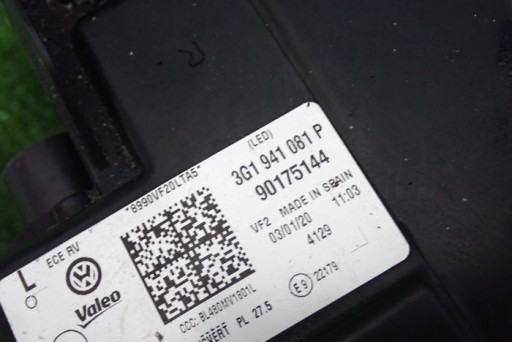 (LED)
3G1 941 081 P
90175144
*8990VF20LTA5*
VF2 MADE IN SPAIN
03/01/20 11:03
4129
L
ECE RV
VW
Valeo
CCC: BL480MV1801L
E9 22179
PL 27.5